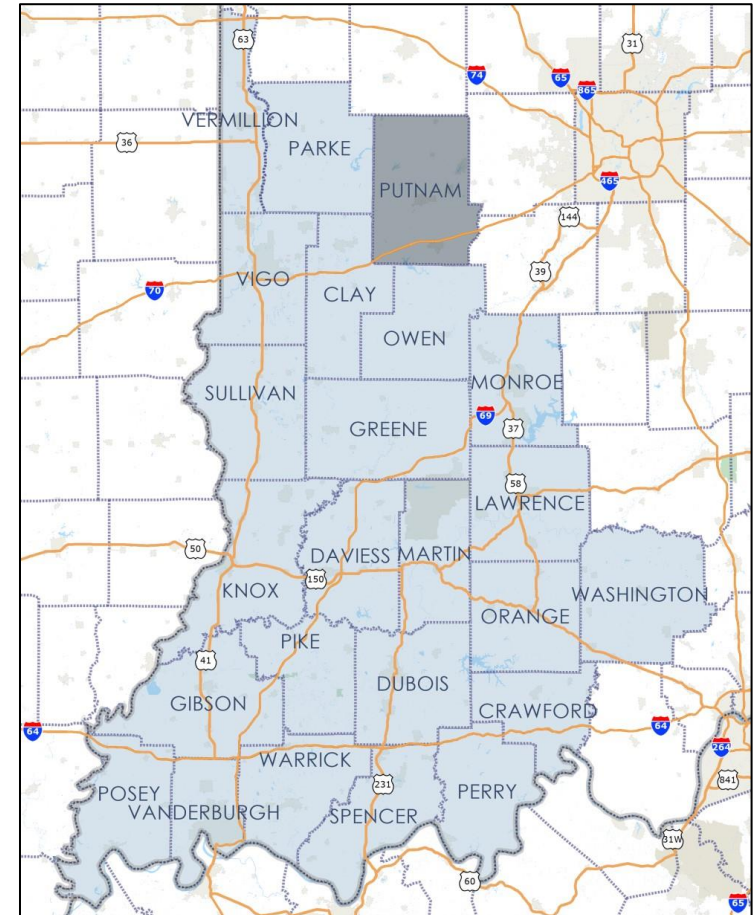 63
31
74
65
865
VERMILLION
36
PARKE
PUTNAM
465
144
39
VIGO
70
CLAY
OWEN
MONROE
SULLIVAN
69
GREENE
37
58
LAWRENCE
50
DAVIESS
MARTIN
150
KNOX
WASHINGTON
ORANGE
PIKE
41
DUBOIS
GIBSON
CRAWFORD
64
64
264
WARRICK
841
231
POSEY
PERRY
VANDERBURGH
SPENCER
31W
60
65